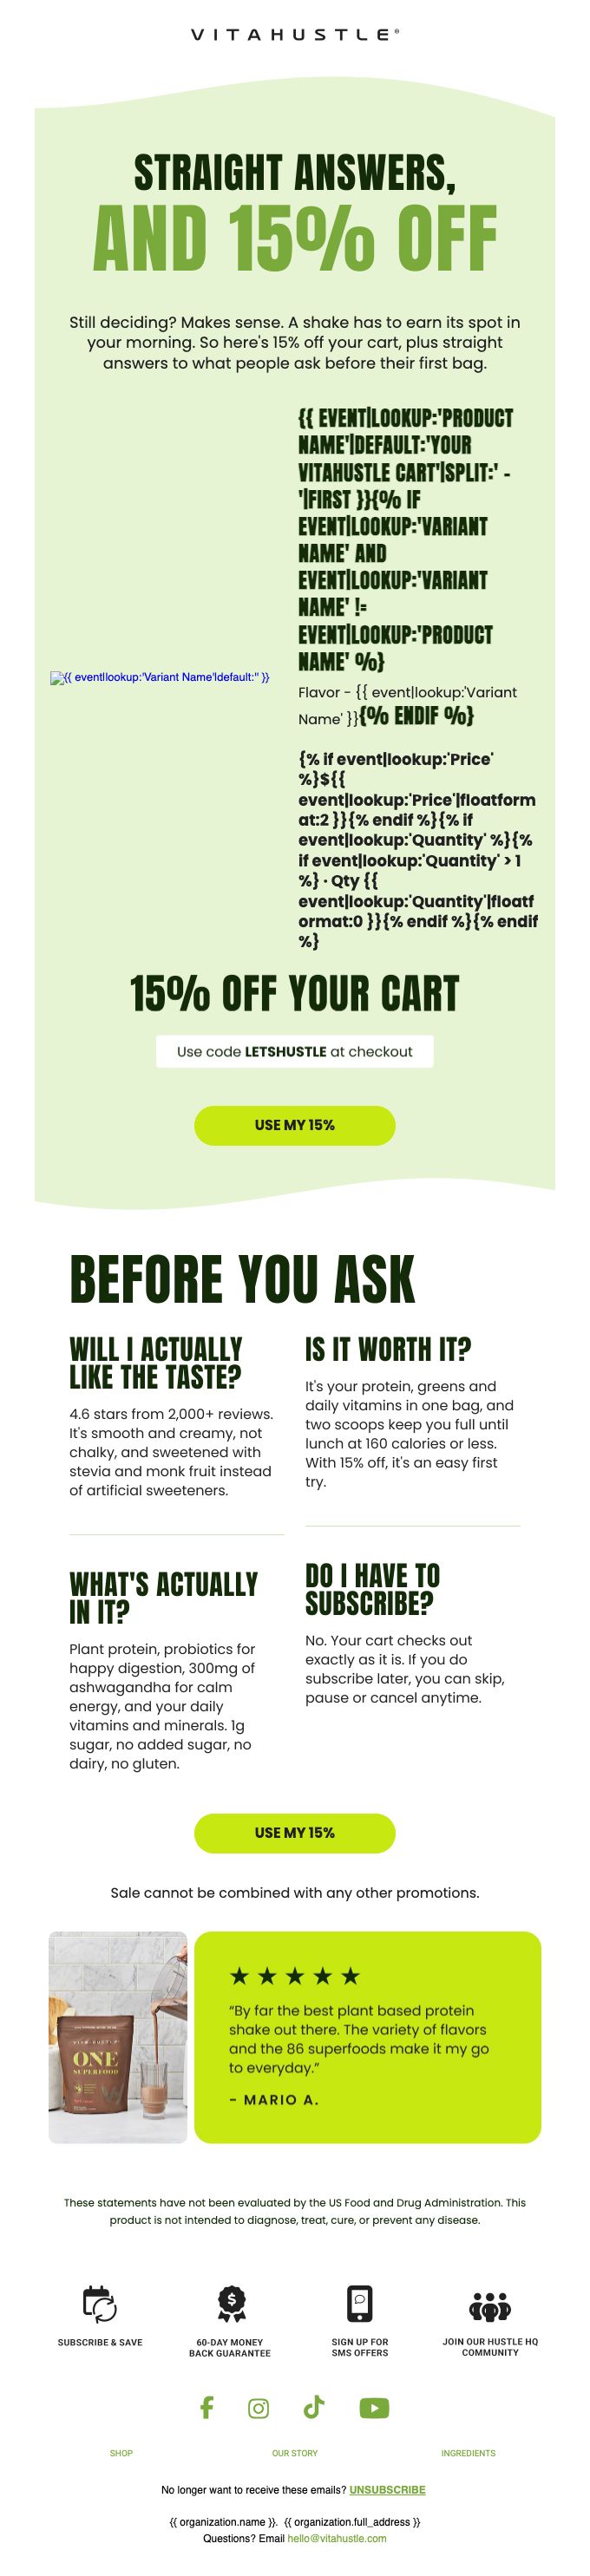 VITAHUSTLE®
STRAIGHT ANSWERS,
AND 15% OFF
Still deciding? Makes sense. A shake has to earn its spot in
your morning. So here's 15% off your cart, plus straight
answers to what people ask before their first bag.
{{ event|lookup:'Variant Name'|default:'' }}
{{ EVENT|LOOKUP:'PRODUCT
NAME'|DEFAULT:'YOUR
VITAHUSTLE CART'|SPLIT:' -
'|FIRST }}{% IF
EVENT|LOOKUP:'VARIANT
NAME' AND
EVENT|LOOKUP:'VARIANT
NAME' !=
EVENT|LOOKUP:'PRODUCT
NAME' %}
Flavor - {{ event|lookup:'Variant
Name' }}{% ENDIF %}
{% if event|lookup:'Price'
%}${{
event|lookup:'Price'|floatform
at:2 }}{% endif %}{% if
event|lookup:'Quantity' %}{%
if event|lookup:'Quantity' > 1
%} · Qty {{
event|lookup:'Quantity'|floatf
ormat:0 }}{% endif %}{% endif
%}
15% OFF YOUR CART
Use code LETSHUSTLE at checkout
USE MY 15%
BEFORE YOU ASK
WILL I ACTUALLY
LIKE THE TASTE?
4.6 stars from 2,000+ reviews.
It's smooth and creamy, not
chalky, and sweetened with
stevia and monk fruit instead
of artificial sweeteners.
IS IT WORTH IT?
It's your protein, greens and
daily vitamins in one bag, and
two scoops keep you full until
lunch at 160 calories or less.
With 15% off, it's an easy first
try.
WHAT'S ACTUALLY
IN IT?
Plant protein, probiotics for
happy digestion, 300mg of
ashwagandha for calm
energy, and your daily
vitamins and minerals. 1g
sugar, no added sugar, no
dairy, no gluten.
DO I HAVE TO
SUBSCRIBE?
No. Your cart checks out
exactly as it is. If you do
subscribe later, you can skip,
pause or cancel anytime.
USE MY 15%
Sale cannot be combined with any other promotions.
VITAHUSTLE
ONE
SUPERFOOD
“By far the best plant based protein
shake out there. The variety of flavors
and the 86 superfoods make it my go
to everyday.”
- MARIO A.
These statements have not been evaluated by the US Food and Drug Administration. This
product is not intended to diagnose, treat, cure, or prevent any disease.
SUBSCRIBE & SAVE
60-DAY MONEY
BACK GUARANTEE
SIGN UP FOR
SMS OFFERS
JOIN OUR HUSTLE HQ
COMMUNITY
SHOP
OUR STORY
INGREDIENTS
No longer want to receive these emails? UNSUBSCRIBE
{{ organization.name }}. {{ organization.full_address }}
Questions? Email hello@vitahustle.com